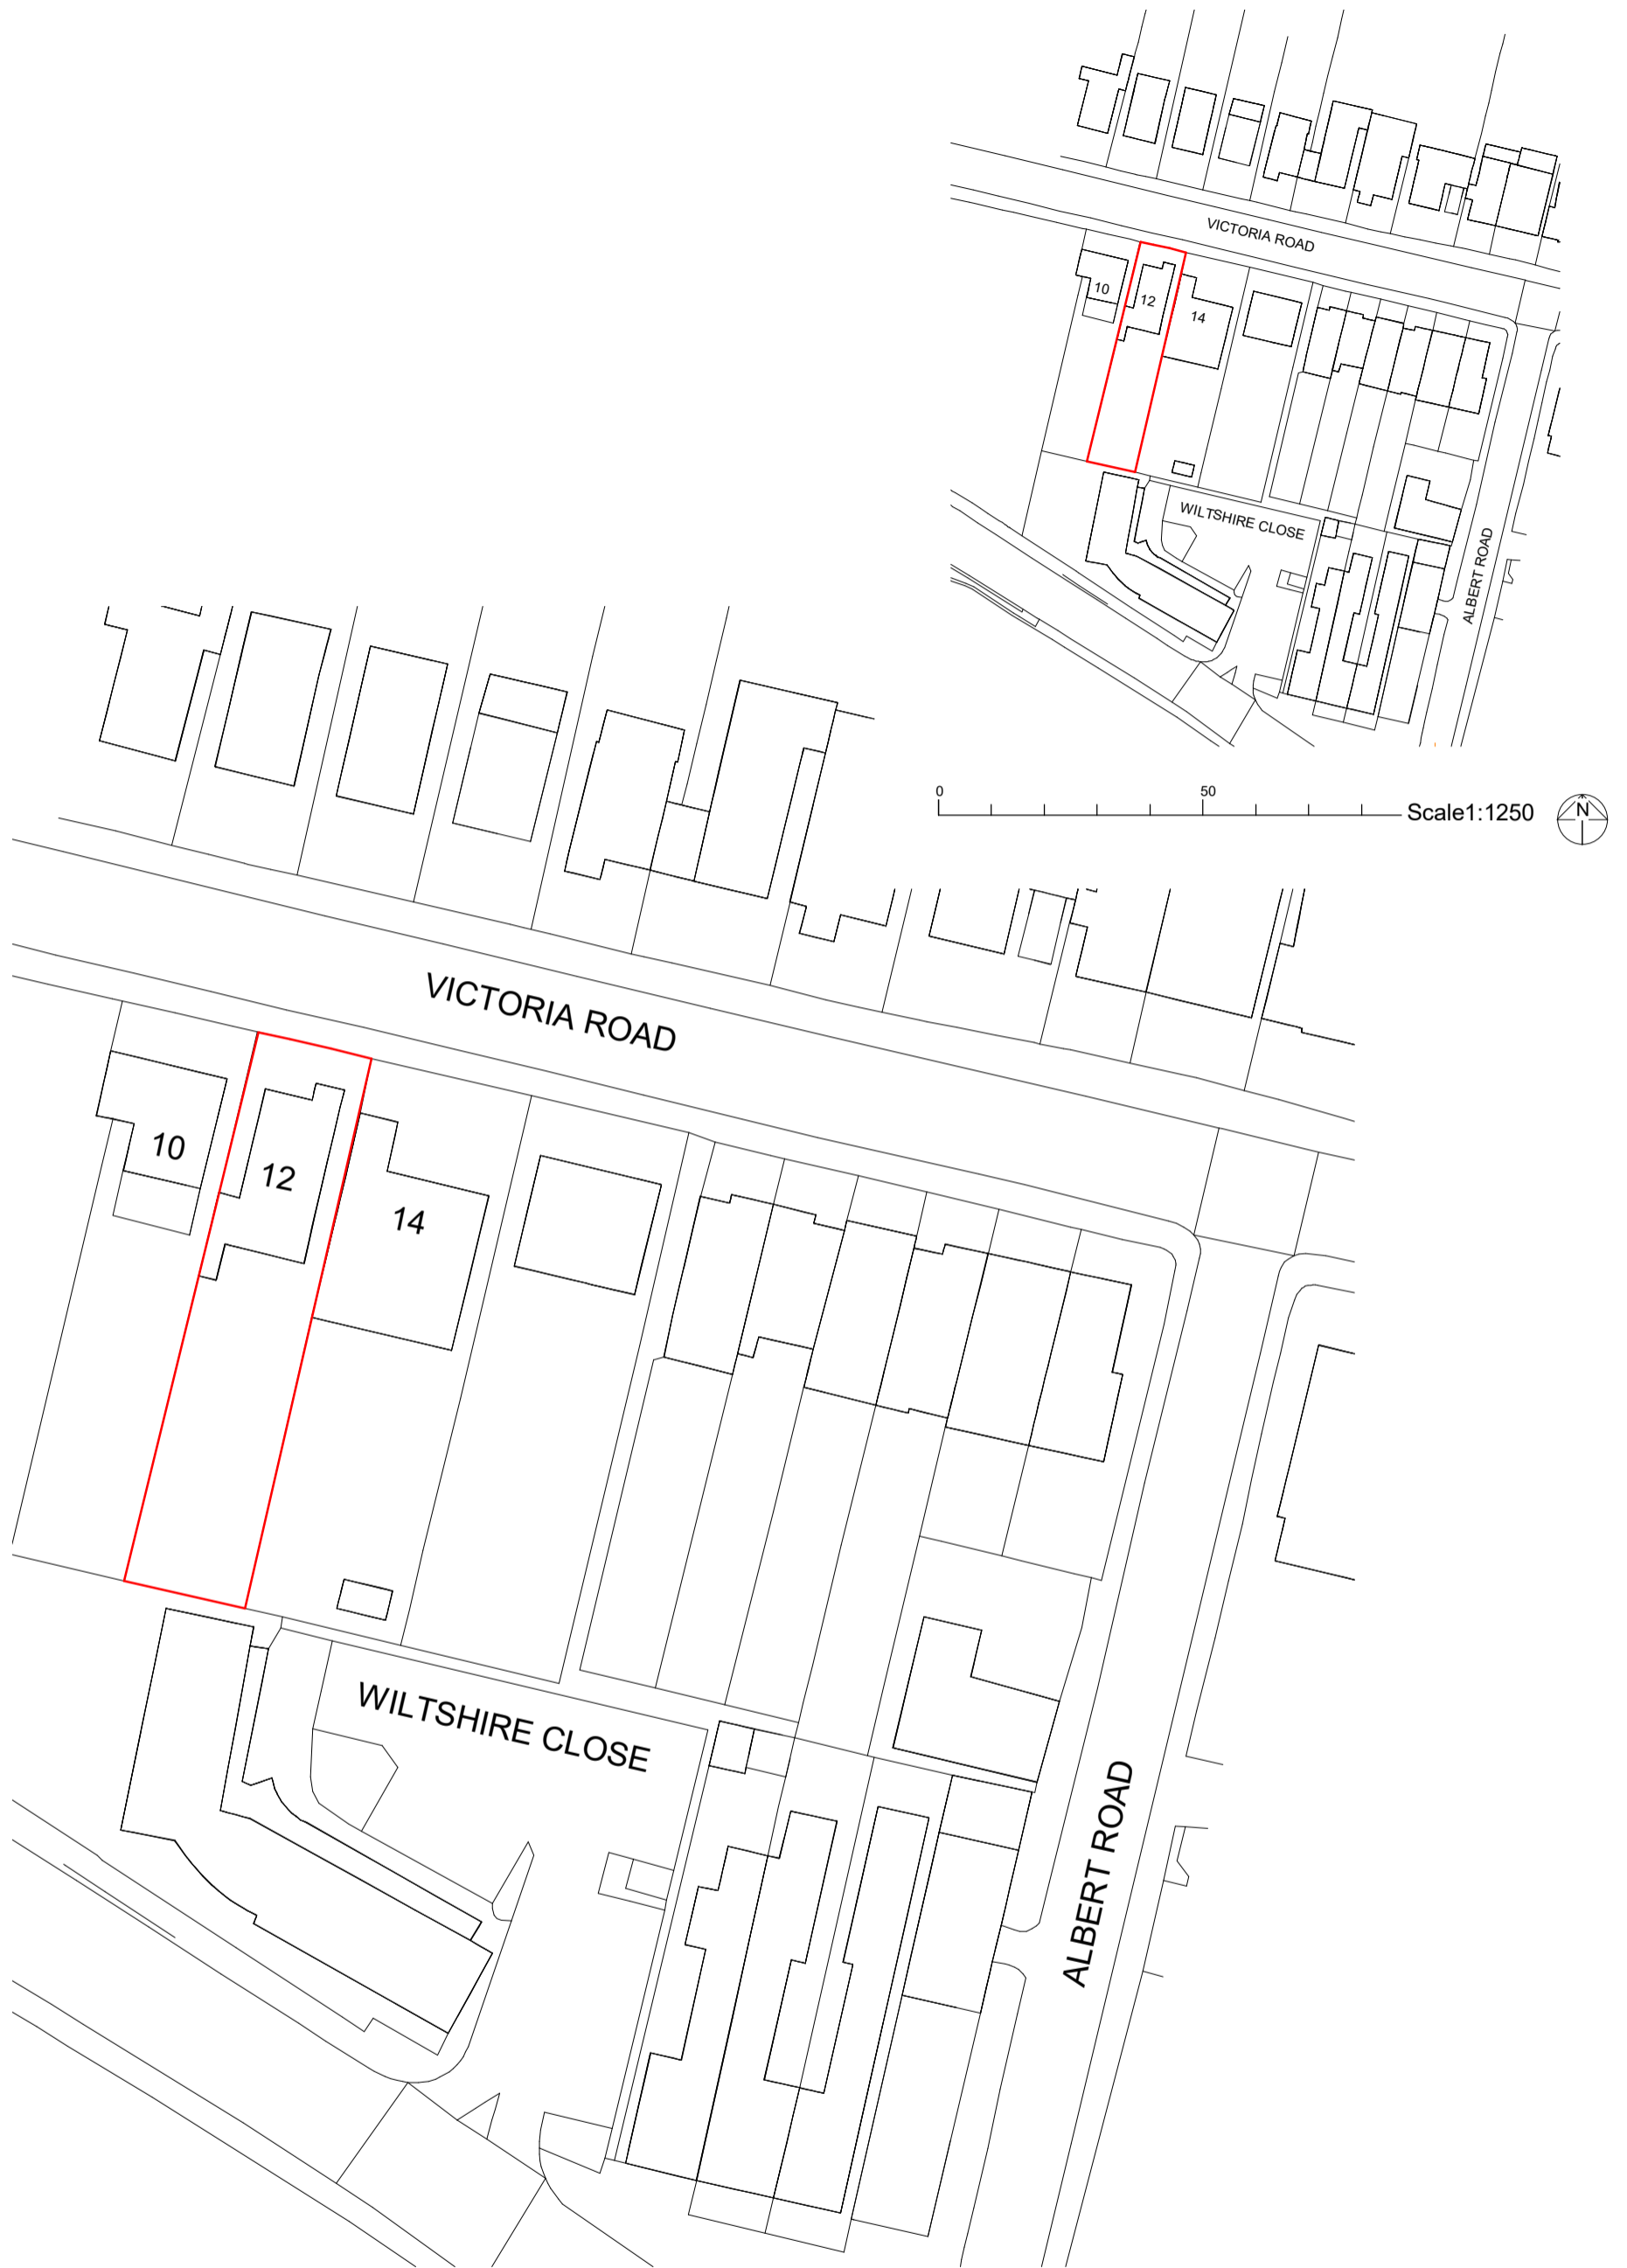 VICTORIA ROAD
10
12
14
WILTSHIRE CLOSE
ALBERT ROAD
0
50
Scale1:1250
N
VICTORIA ROAD
10
12
14
WILTSHIRE CLOSE
ALBERT ROAD